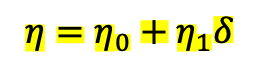 η = η₀ + η₁δ